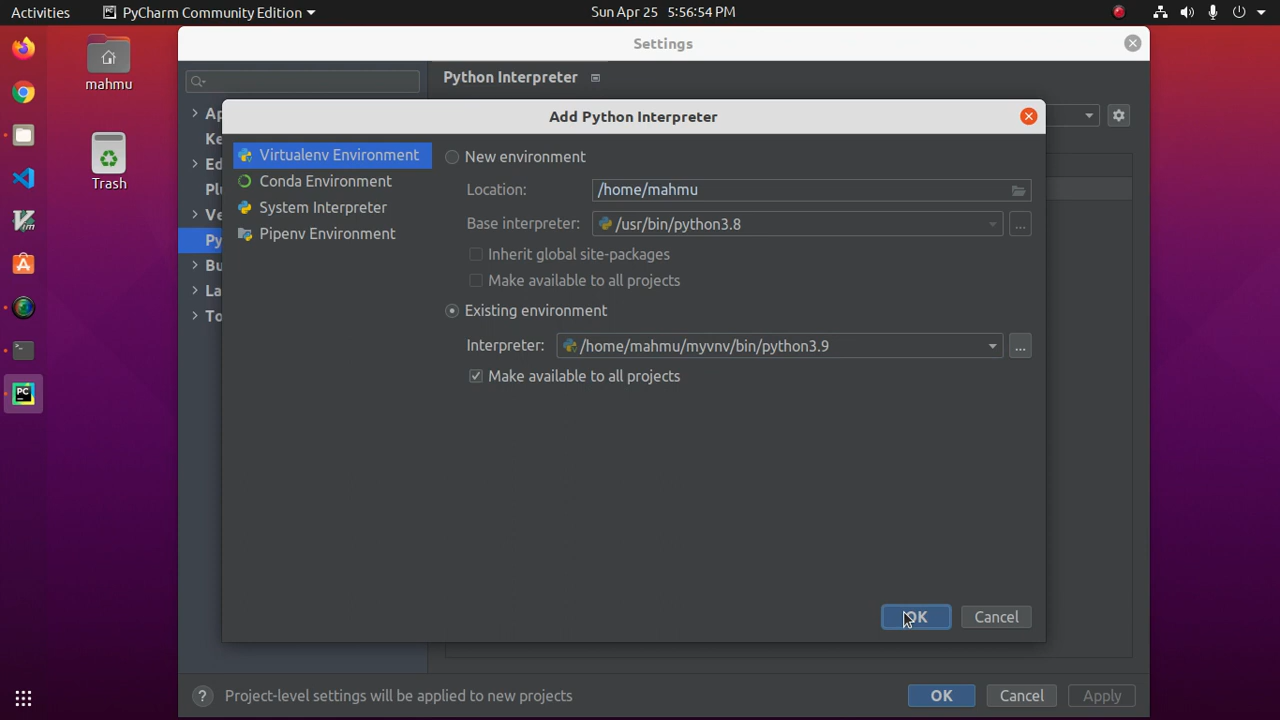 Activities
PyCharm Community Edition
Sun Apr 25 5:56:54 PM
Settings
mahmu
Trash
Python Interpreter
Add Python Interpreter
Virtualenv Environment
Conda Environment
System Interpreter
Pipenv Environment
New environment
Location: /home/mahmu
Base interpreter: /usr/bin/python3.8
...
Inherit global site-packages
Make available to all projects
Existing environment
Interpreter: /home/mahmu/myvnv/bin/python3.9
...
Make available to all projects
OK
Cancel
PC
? Project-level settings will be applied to new projects
OK
Cancel
Apply